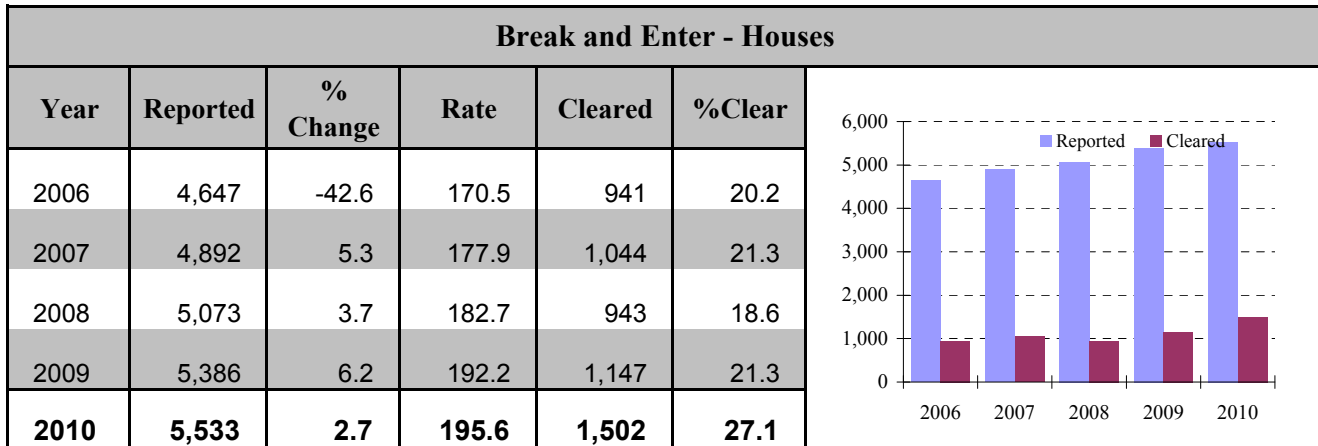 Break and Enter - Houses
Year Reported % Change Rate Cleared %Clear
2006 4,647 -42.6 170.5 941 20.2
2007 4,892 5.3 177.9 1,044 21.3
2008 5,073 3.7 182.7 943 18.6
2009 5,386 6.2 192.2 1,147 21.3
2010 5,533 2.7 195.6 1,502 27.1
Reported Cleared
6,000
5,000
4,000
3,000
2,000
1,000
0
2006 2007 2008 2009 2010